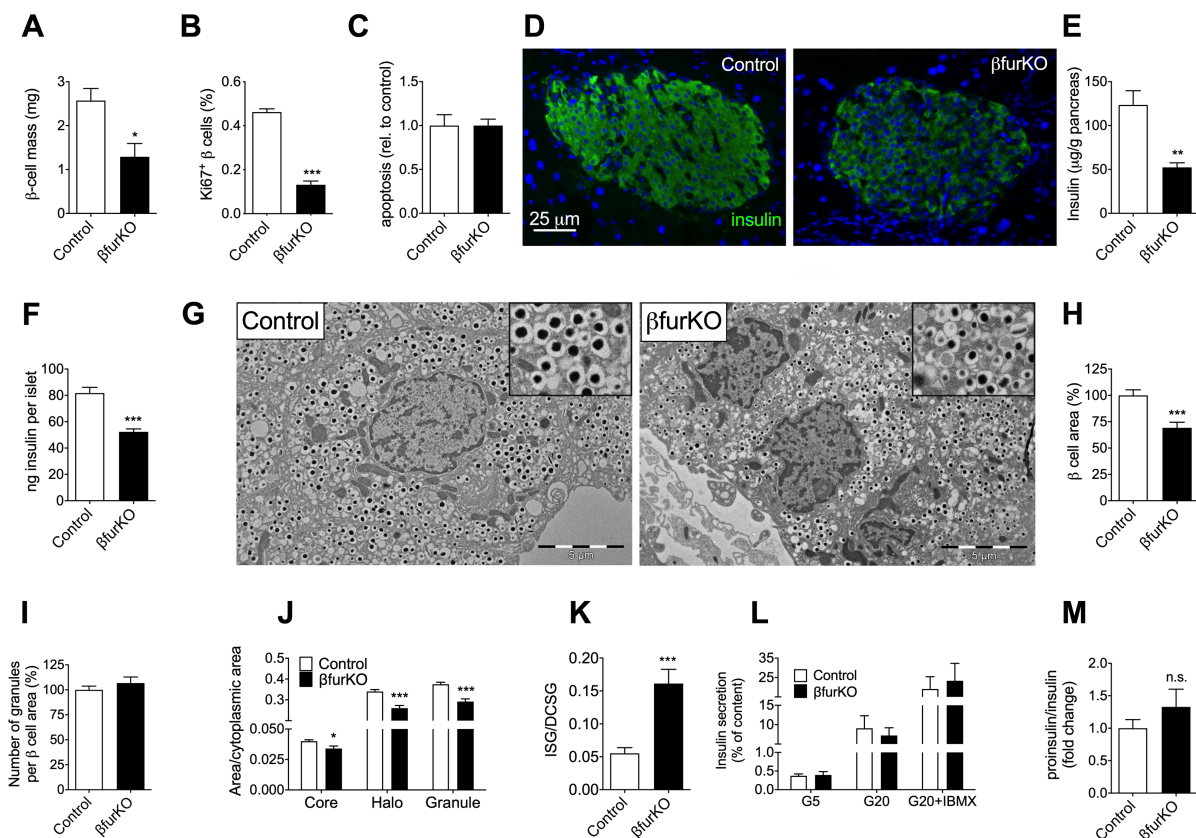 A
β-cell mass (mg)
3
2
1
0
*
Control
βfurKO
B
Ki67⁺ β cells (%)
0.6
0.4
0.2
0.0
***
Control
βfurKO
C
apoptosis (rel. to control)
1.5
1.0
0.5
0.0
Control
βfurKO
D
Control
25 µm
insulin
βfurKO
E
Insulin (µg/g pancreas)
150
100
50
0
**
Control
βfurKO
F
ng insulin per islet
100
80
60
40
20
0
***
Control
βfurKO
G
Control
5 µm
βfurKO
5 µm
H
β cell area (%)
125
100
75
50
25
0
***
Control
βfurKO
I
Number of granules
per β cell area (%)
125
100
75
50
25
0
Control
βfurKO
J
Area/cytoplasmic area
Control
βfurKO
0.5
0.4
0.3
0.2
0.050
0.025
0.000
*
***
***
Core Halo Granule
K
ISG/DCSG
0.20
0.15
0.10
0.05
0.00
***
Control
βfurKO
L
Insulin secretion
(% of content)
Control
βfurKO
35
25
15
15
10
5
1.0
0.5
0.0
G5 G20 G20+IBMX
M
proinsulin/insulin
(fold change)
2.0
1.5
1.0
0.5
0.0
n.s.
Control
βfurKO